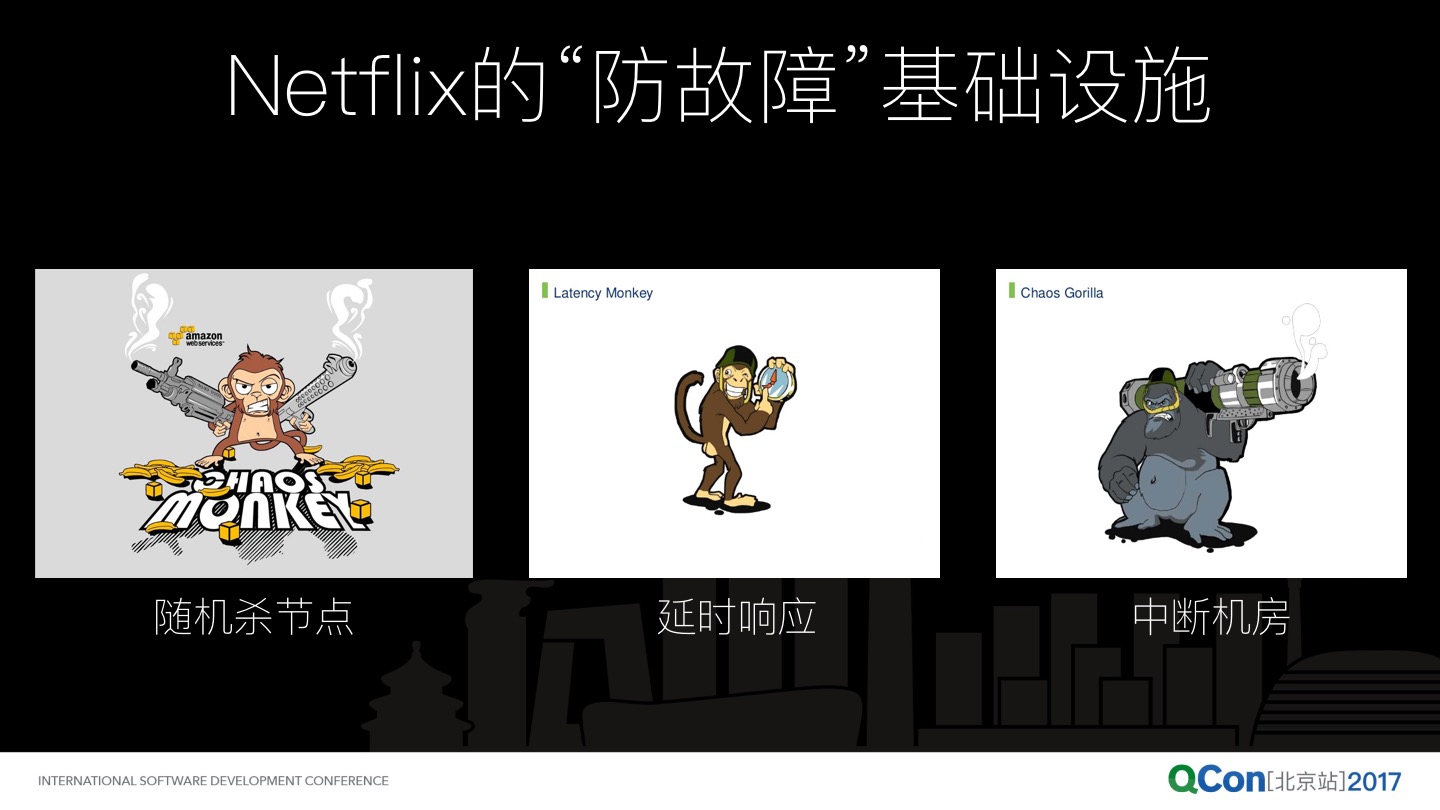 Netflix的“防故障”基础设施
amazon
webservices™
CHAOS
MONKEY
Latency Monkey
Chaos Gorilla
随机杀节点
延时响应
中断机房
INTERNATIONAL SOFTWARE DEVELOPMENT CONFERENCE
QCon[北京站]2017